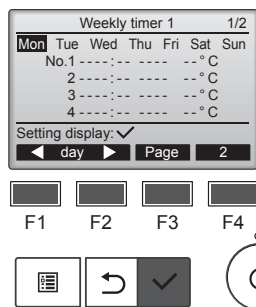 Weekly timer 1 1/2
Mon Tue Wed Thu Fri Sat Sun
No.1 - - - - : - - - - - - - - ° C
2 - - - - : - - - - - - - - ° C
3 - - - - : - - - - - - - - ° C
4 - - - - : - - - - - - - - ° C
Setting display: ✓
◀ day ▶ Page 2
F1 F2 F3 F4